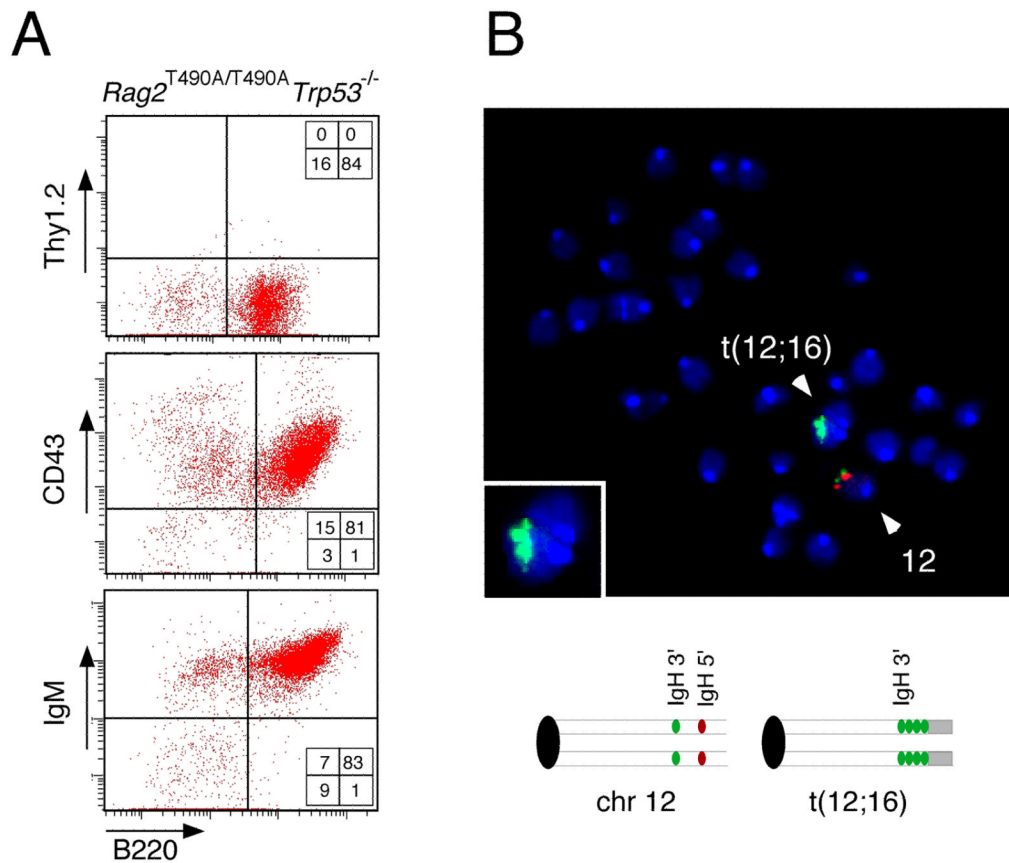 A
Rag2T490A/T490A Trp53-/-
0 0
16 84
Thy1.2
15 81
3 1
CD43
7 83
9 1
IgM
B220
B
t(12;16)
12
IgH 3'
IgH 5'
chr 12
IgH 3'
t(12;16)